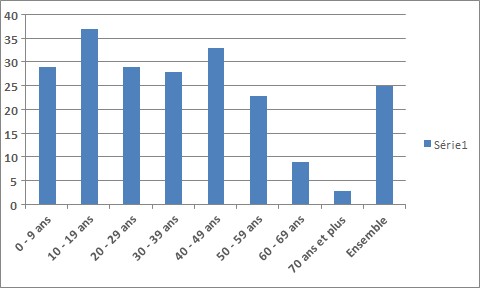 40
35
30
25
20
15
10
5
0
0 - 9 ans
10 - 19 ans
20 - 29 ans
30 - 39 ans
40 - 49 ans
50 - 59 ans
60 - 69 ans
70 ans et plus
Ensemble
Série1